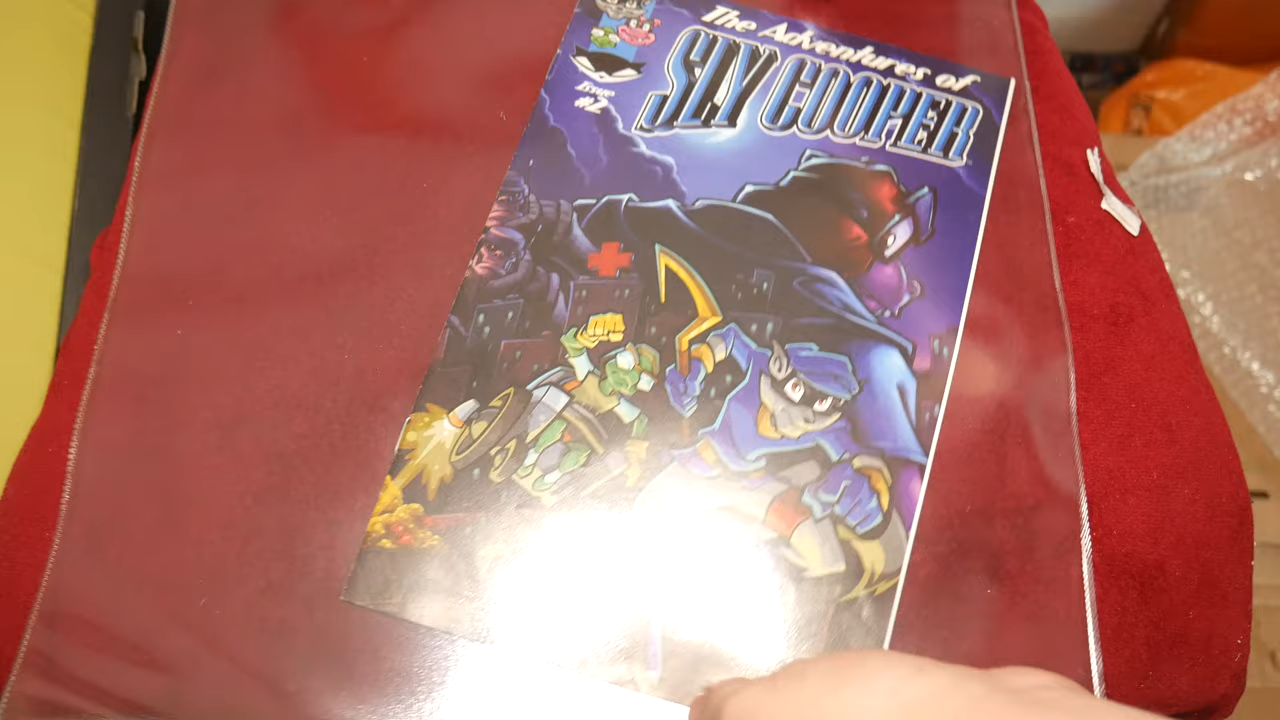 The Adventures of
SLY COOPER
Issue
#2